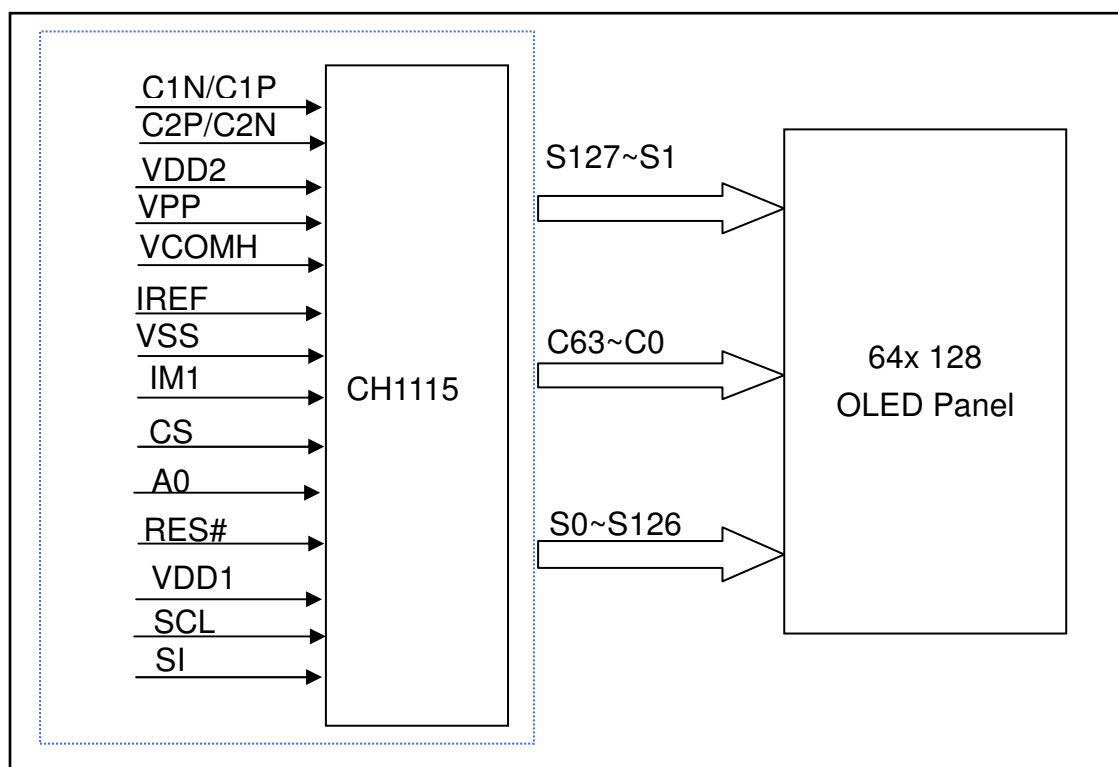 C1N/C1P
C2P/C2N
VDD2
VPP
VCOMH
IREF
VSS
IM1
CS
A0
RES#
VDD1
SCL
SI
CH1115
S127~S1
C63~C0
S0~S126
64x 128
OLED Panel